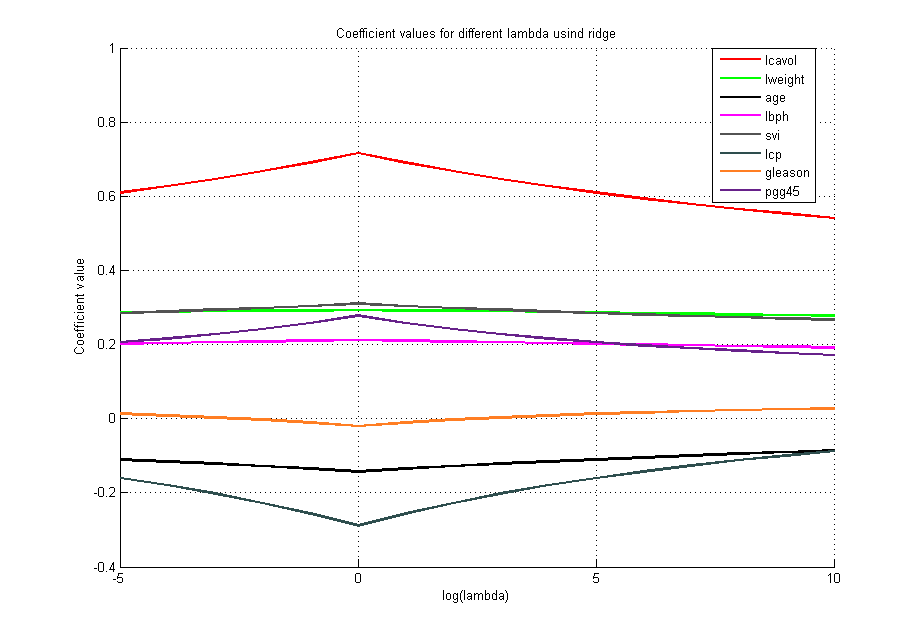 Coefficient values for different lambda usind ridge
1
0.8
0.6
0.4
0.2
0
-0.2
-0.4
Coefficient value
-5
0
5
10
log(lambda)
lcavol
lweight
age
lbph
svi
lcp
gleason
pgg45